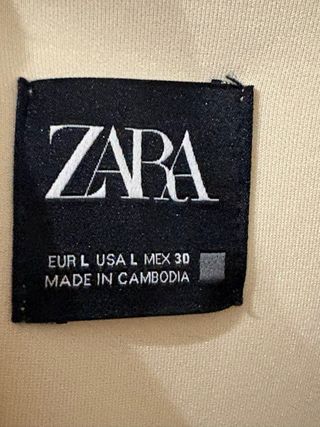 ZARA
EUR L USA L MEX 30
MADE IN CAMBODIA